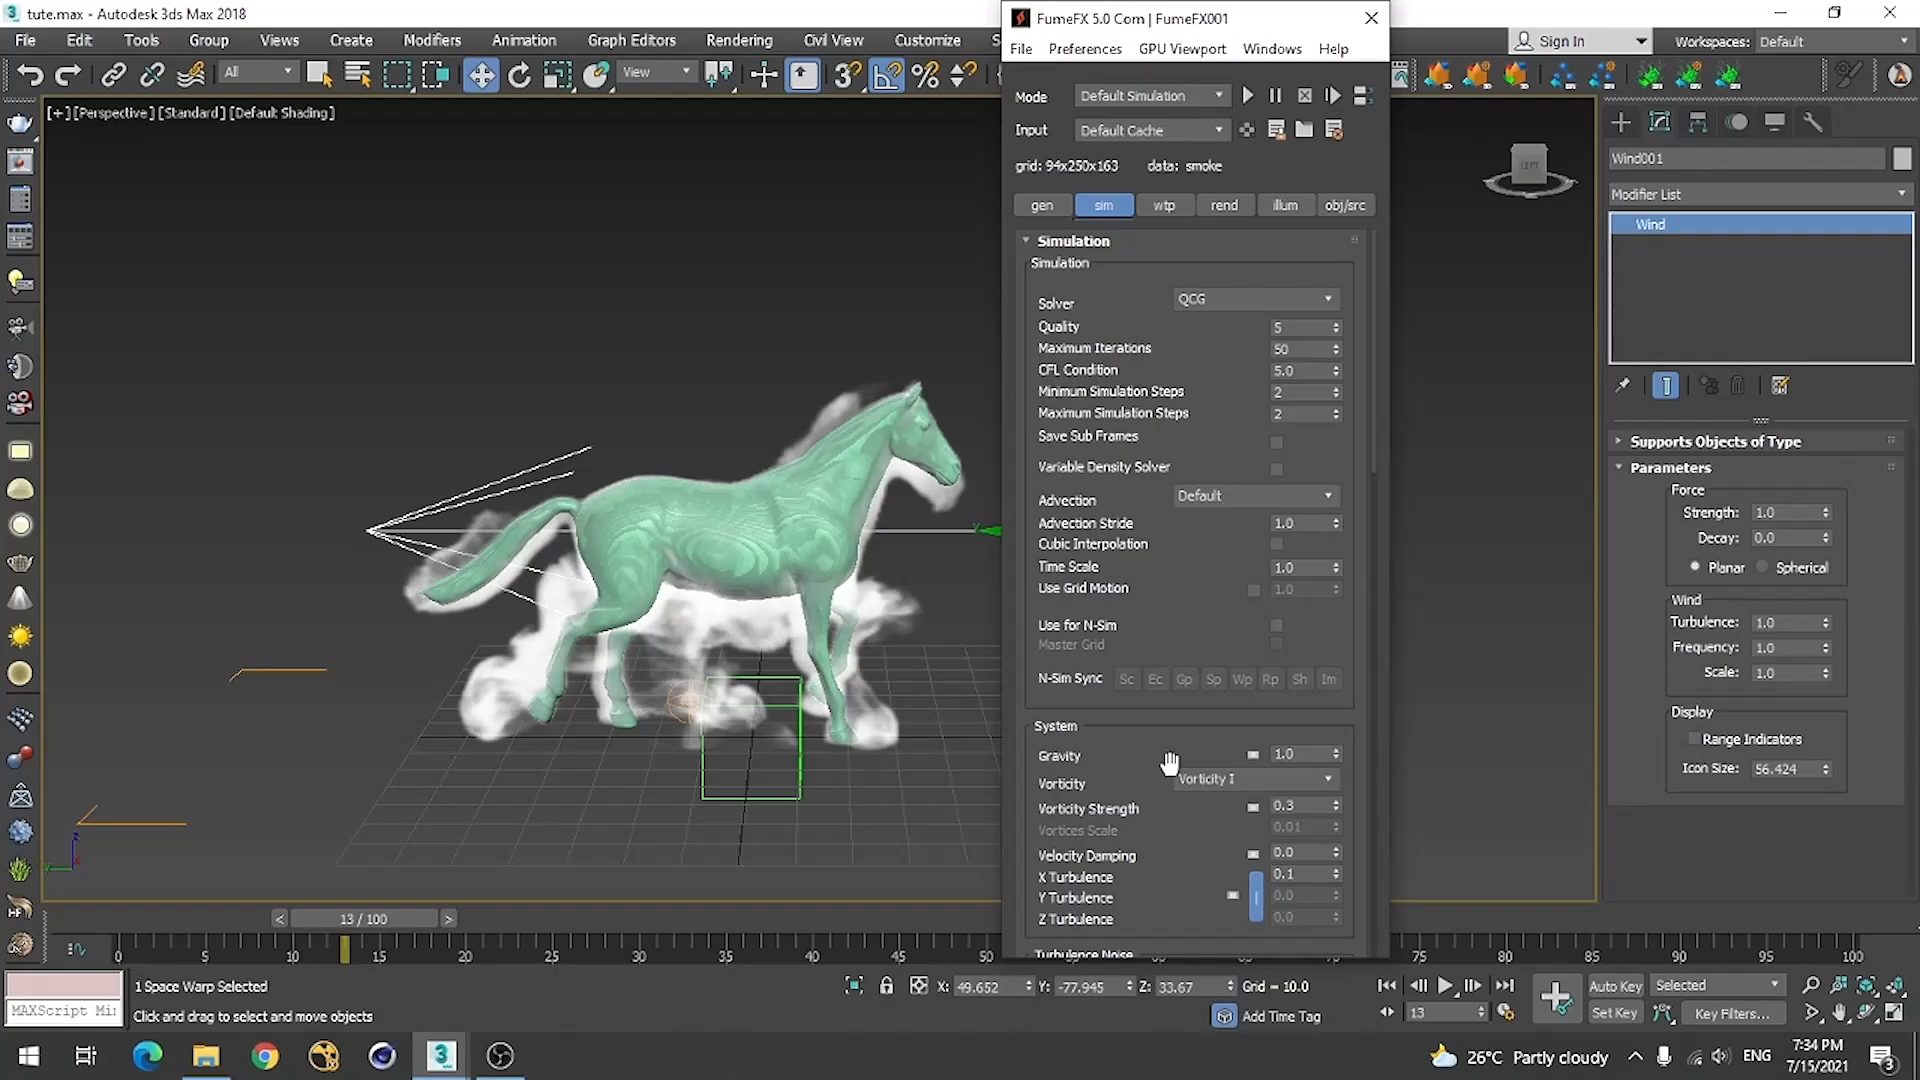 tute.max - Autodesk 3ds Max 2018
File Edit Tools Group Views Create Modifiers Animation Graph Editors Rendering Civil View Customize
Sign In Workspaces: Default
All View
[+] [Perspective] [Standard] [Default Shading]
FumeFX 5.0 Com | FumeFX001
File Preferences GPU Viewport Windows Help
Mode Default Simulation
Input Default Cache
grid: 94x250x163 data: smoke
gen sim wtp rend illum obj/src
Simulation
Simulation
Solver QCG
Quality 5
Maximum Iterations 50
CFL Condition 5.0
Minimum Simulation Steps 2
Maximum Simulation Steps 2
Save Sub Frames
Variable Density Solver
Advection Default
Advection Stride 1.0
Cubic Interpolation
Time Scale 1.0
Use Grid Motion 1.0
Use for N-Sim
Master Grid
N-Sim Sync Sc Ec Gp Sp Wp Rp Sh Im
System
Gravity 1.0
Vorticity Vorticity I
Vorticity Strength 0.3
Vortices Scale 0.01
Velocity Damping 0.0
X Turbulence 0.1
Y Turbulence 0.0
Z Turbulence 0.0
Turbulence Noise
LEFT
Wind001
Modifier List
Wind
Supports Objects of Type
Parameters
Force
Strength: 1.0
Decay: 0.0
Planar Spherical
Wind
Turbulence: 1.0
Frequency: 1.0
Scale: 1.0
Display
Range Indicators
Icon Size: 56.424
z
y
x
< 13 / 100 >
0 5 10 15 20 25 30 35 40 45 50 75 80 85 90 95 100
1 Space Warp Selected
MAXScript Mi
Click and drag to select and move objects
X: 49.652 Y: -77.945 Z: 33.67 Grid = 10.0
Add Time Tag
13
Auto Key Selected
Set Key Key Filters...
26°C Partly cloudy ENG 7:34 PM
7/15/2021
3